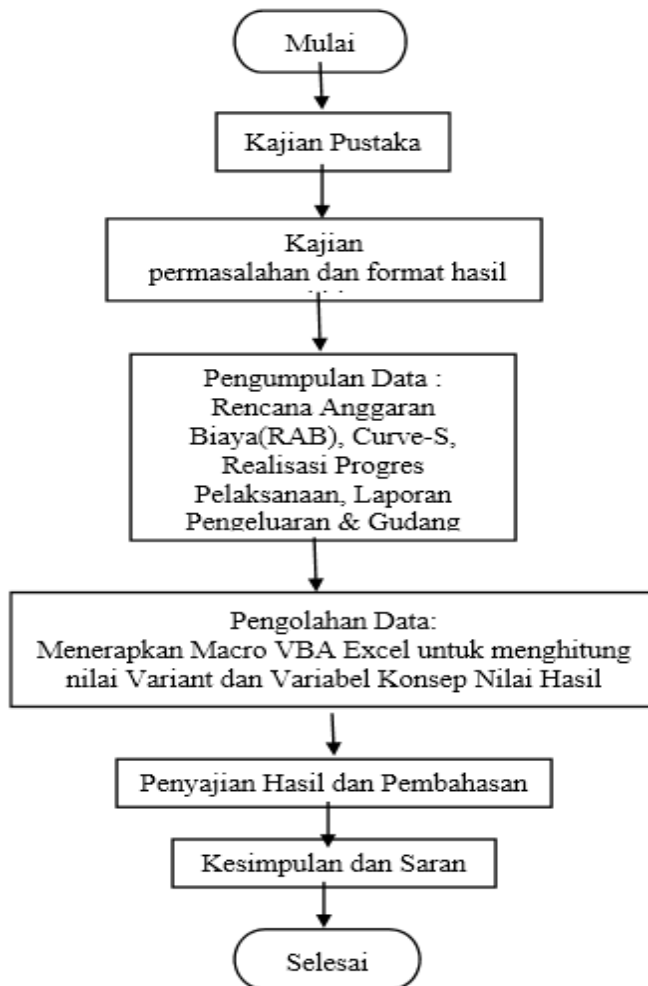 Mulai
Kajian Pustaka
Kajian
permasalahan dan format hasil
Pengumpulan Data :
Rencana Anggaran
Biaya(RAB), Curve-S,
Realisasi Progres
Pelaksanaan, Laporan
Pengeluaran & Gudang
Pengolahan Data:
Menerapkan Macro VBA Excel untuk menghitung
nilai Variant dan Variabel Konsep Nilai Hasil
Penyajian Hasil dan Pembahasan
Kesimpulan dan Saran
Selesai